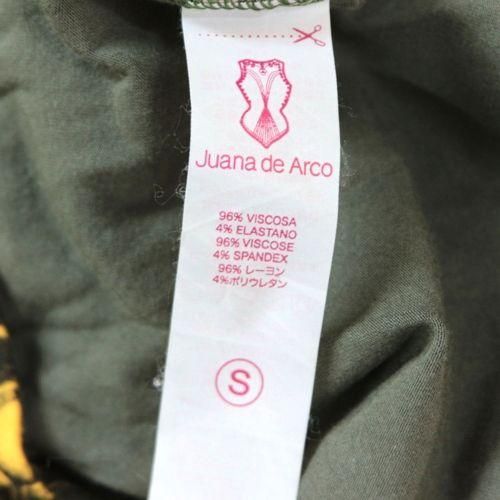 Juana de Arco
96% VISCOSA
4% ELASTANO
96% VISCOSE
4% SPANDEX
96% レーヨン
4%ポリウレタン
S